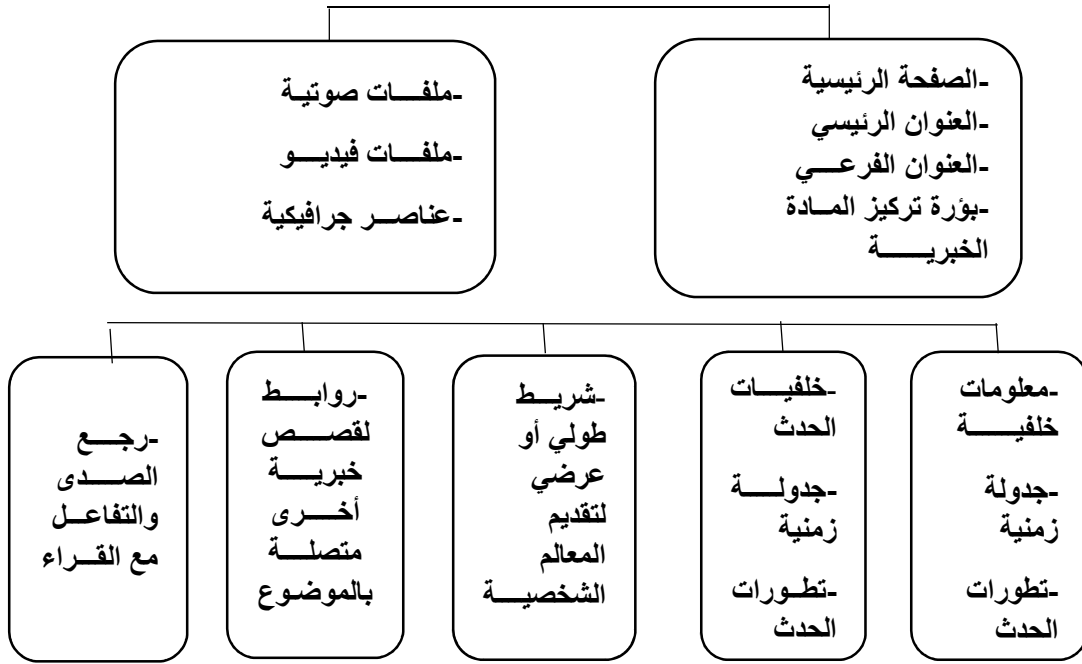 -الصفحة الرئيسية
-العنوان الرئيسي
-العنوان الفرعي
-بؤرة تركيز المادة
الخبرية
-ملفات صوتية
-ملفات فيديو
-عناصر جرافيكية
-معلومات
خلفية
-جدولة
زمنية
-تطورات
الحدث
-خلفيات
الحدث
-جدولة
زمنية
-تطورات
الحدث
-شريط
طولي أو
عرضي
لتقديم
المعالم
الشخصية
-روابط
لقصص
خبرية
أخرى
متصلة
بالموضوع
-رجع
الصدى
والتفاعل
مع القراء